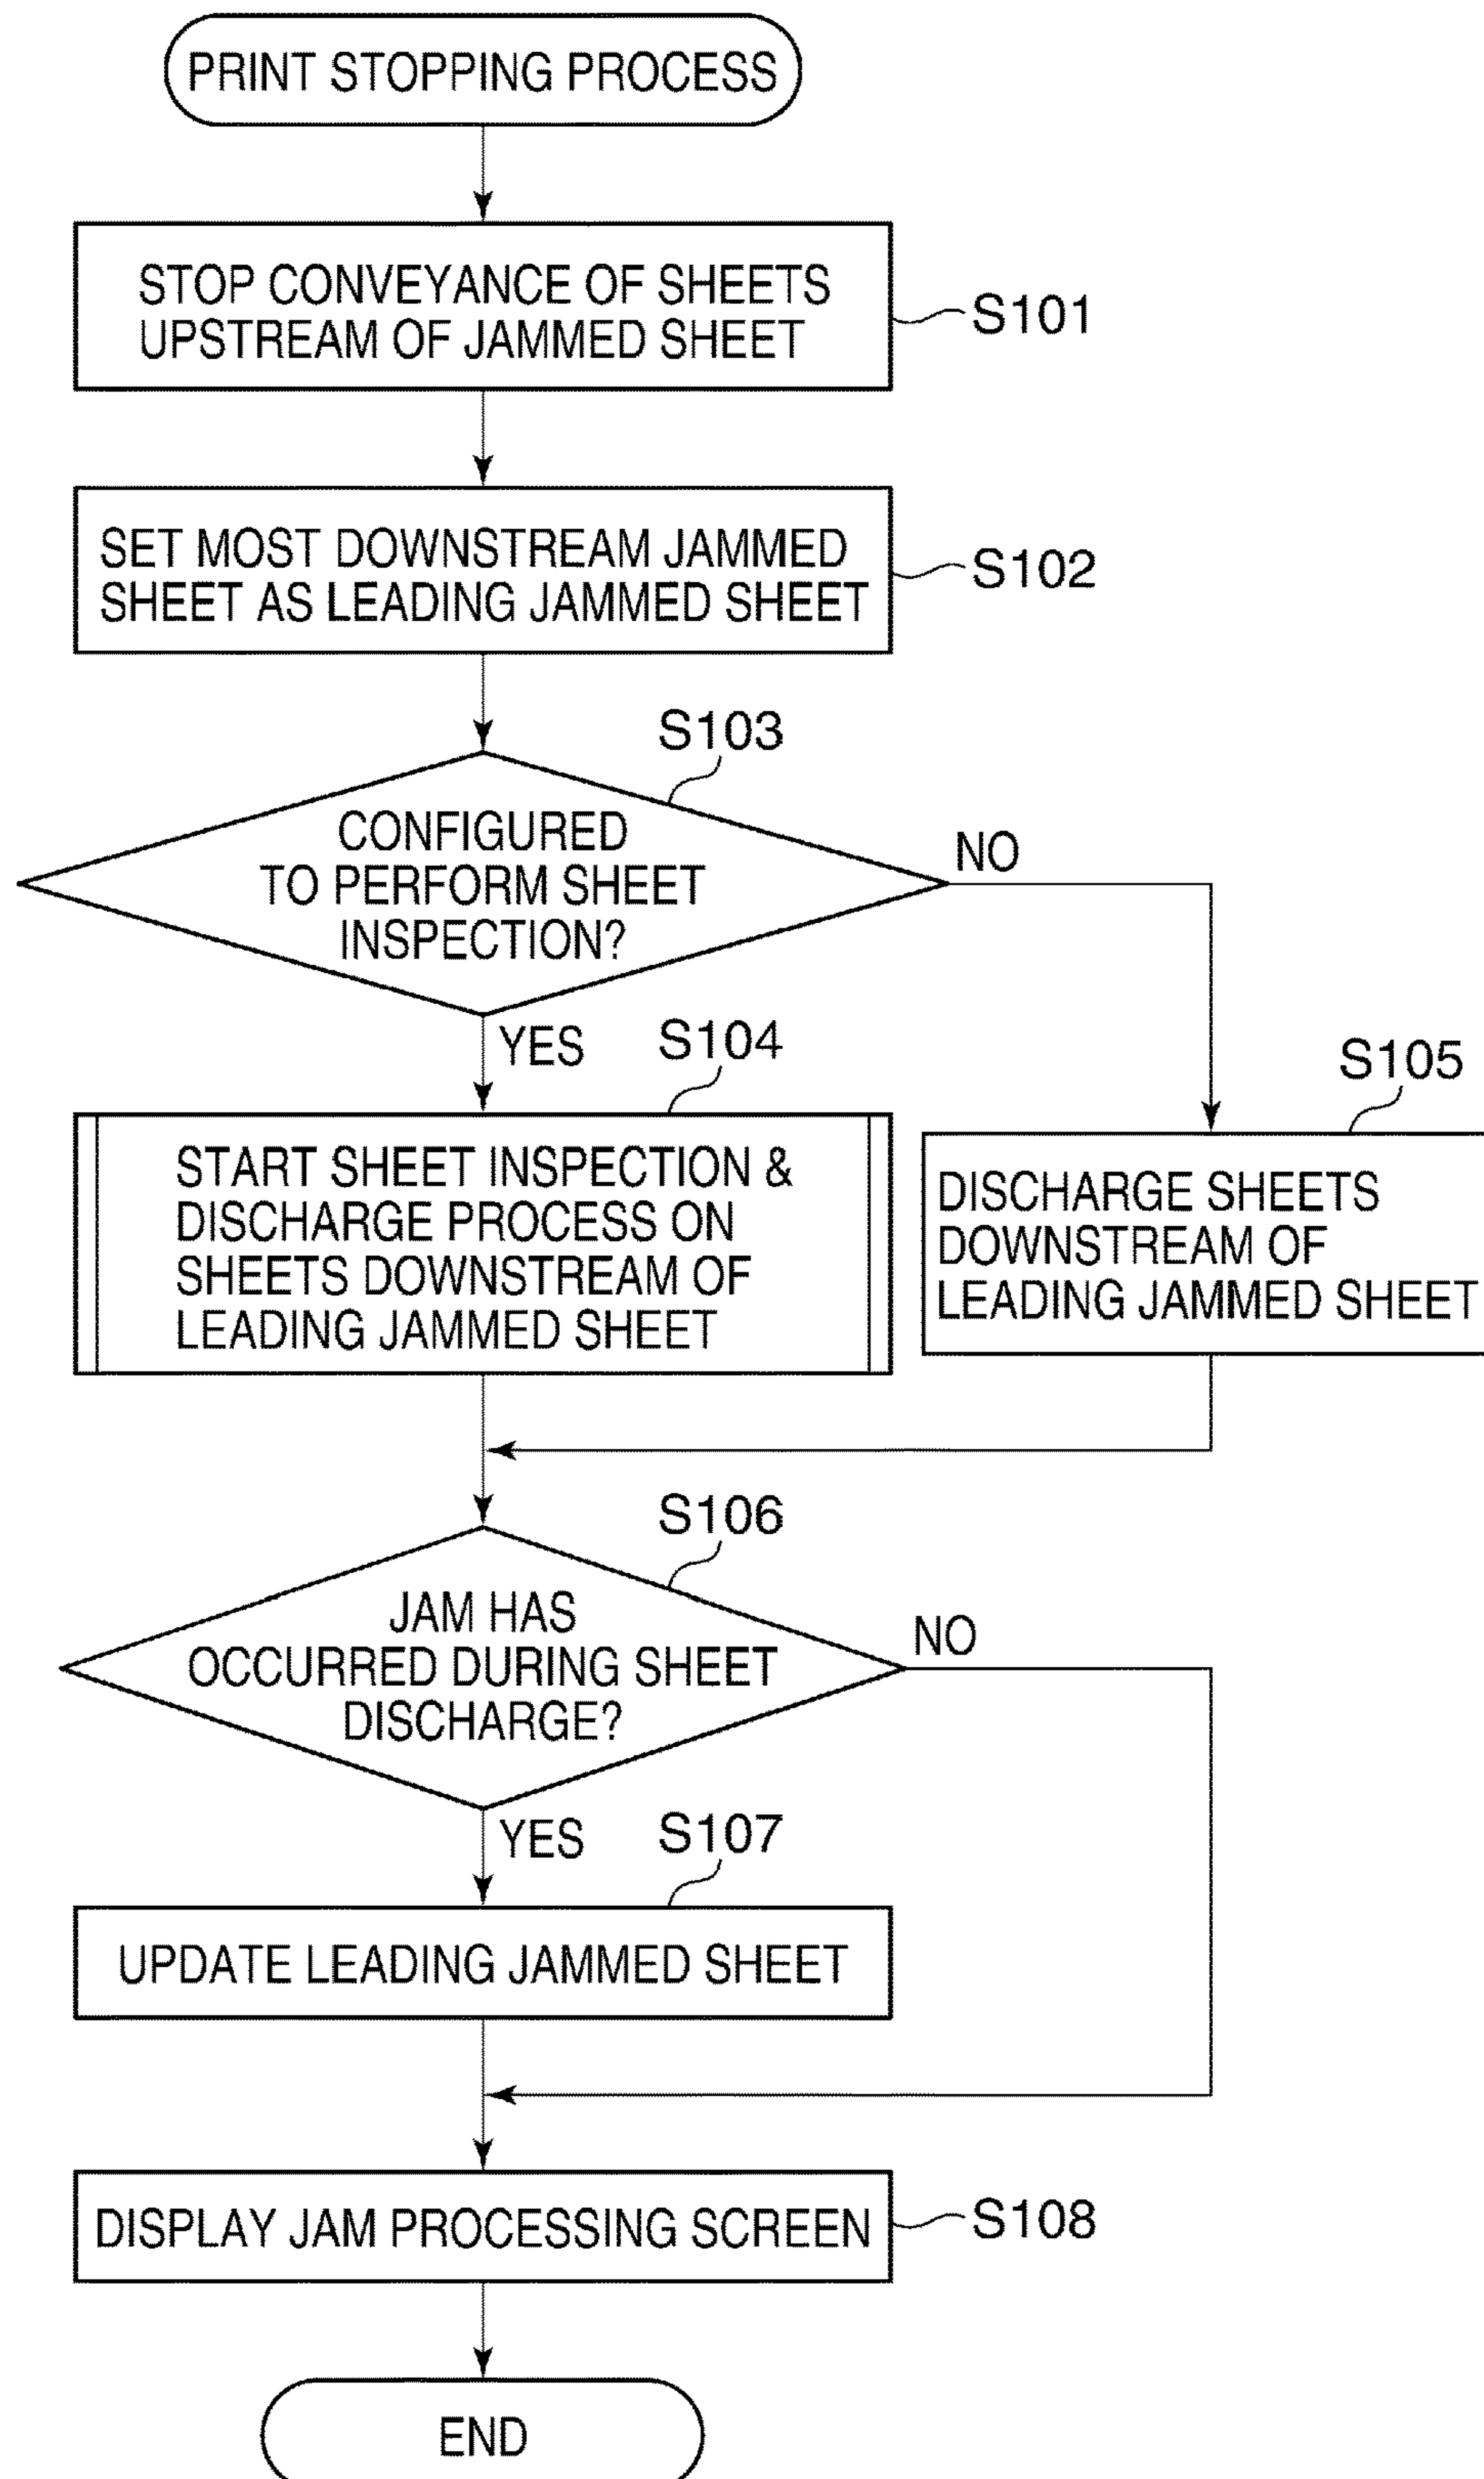 PRINT STOPPING PROCESS
STOP CONVEYANCE OF SHEETS
UPSTREAM OF JAMMED SHEET
S101
SET MOST DOWNSTREAM JAMMED
SHEET AS LEADING JAMMED SHEET
S102
S103
CONFIGURED
TO PERFORM SHEET
INSPECTION?
NO
YES
S104
START SHEET INSPECTION &
DISCHARGE PROCESS ON
SHEETS DOWNSTREAM OF
LEADING JAMMED SHEET
S105
DISCHARGE SHEETS
DOWNSTREAM OF
LEADING JAMMED SHEET
S106
JAM HAS
OCCURRED DURING SHEET
DISCHARGE?
NO
YES
S107
UPDATE LEADING JAMMED SHEET
DISPLAY JAM PROCESSING SCREEN
S108
END